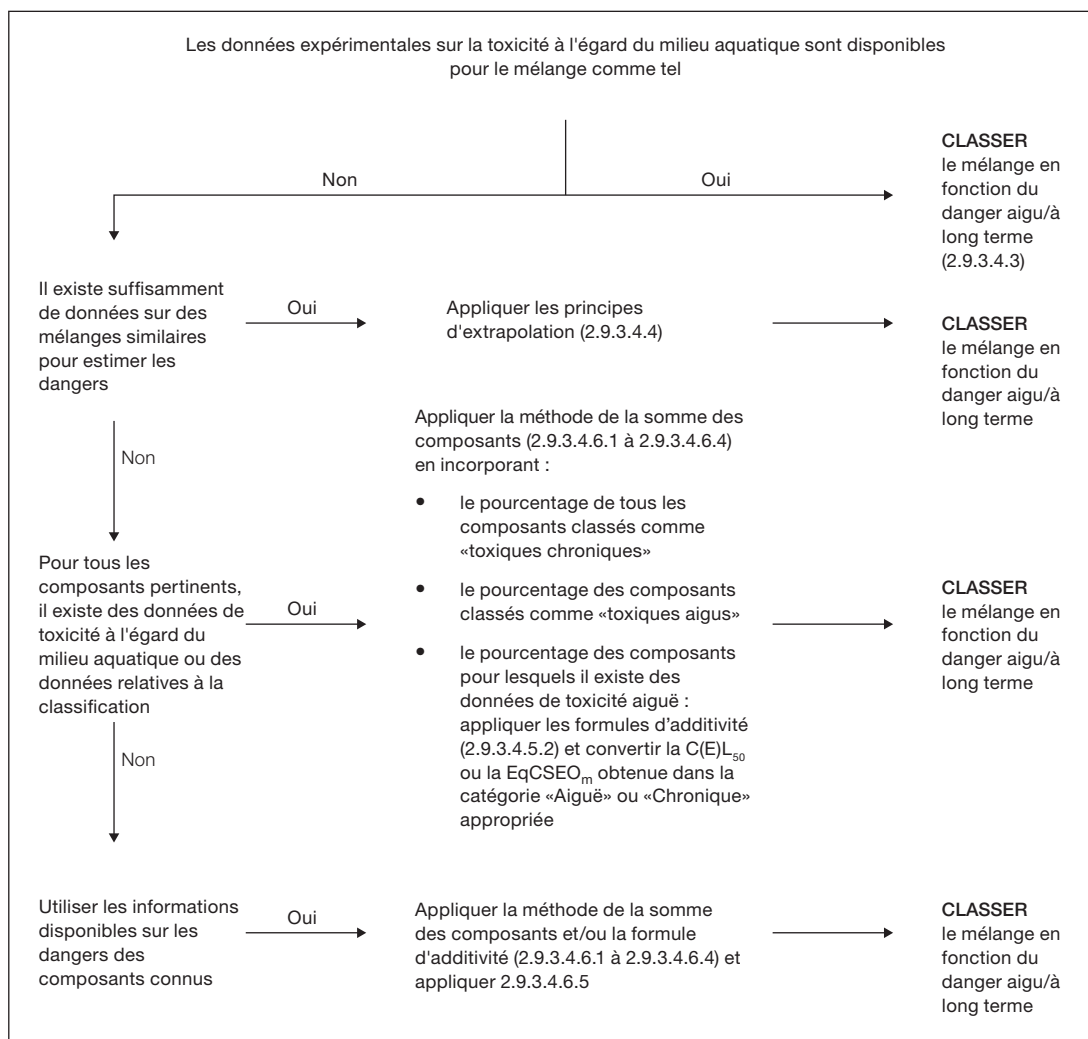 Les données expérimentales sur la toxicité à l'égard du milieu aquatique sont disponibles
pour le mélange comme tel
Non
Oui
CLASSER
le mélange en
fonction du
danger aigu/à
long terme
(2.9.3.4.3)
Il existe suffisamment
de données sur des
mélanges similaires
pour estimer les
dangers
Oui
Appliquer les principes
d'extrapolation (2.9.3.4.4)
CLASSER
le mélange en
fonction du
danger aigu/à
long terme
Non
Appliquer la méthode de la somme des
composants (2.9.3.4.6.1 à 2.9.3.4.6.4)
en incorporant :
• le pourcentage de tous les
composants classés comme
«toxiques chroniques»
• le pourcentage des composants
classés comme «toxiques aigus»
• le pourcentage des composants
pour lesquels il existe des
données de toxicité aiguë :
appliquer les formules d'additivité
(2.9.3.4.5.2) et convertir la C(E)L50
ou la EqCSEOm obtenue dans la
catégorie «Aiguë» ou «Chronique»
appropriée
Pour tous les
composants pertinents,
il existe des données de
toxicité à l'égard du
milieu aquatique ou des
données relatives à la
classification
Oui
CLASSER
le mélange en
fonction du
danger aigu/à
long terme
Non
Utiliser les informations
disponibles sur les
dangers des
composants connus
Oui
Appliquer la méthode de la somme
des composants et/ou la formule
d'additivité (2.9.3.4.6.1 à 2.9.3.4.6.4) et
appliquer 2.9.3.4.6.5
CLASSER
le mélange en
fonction du
danger aigu/à
long terme